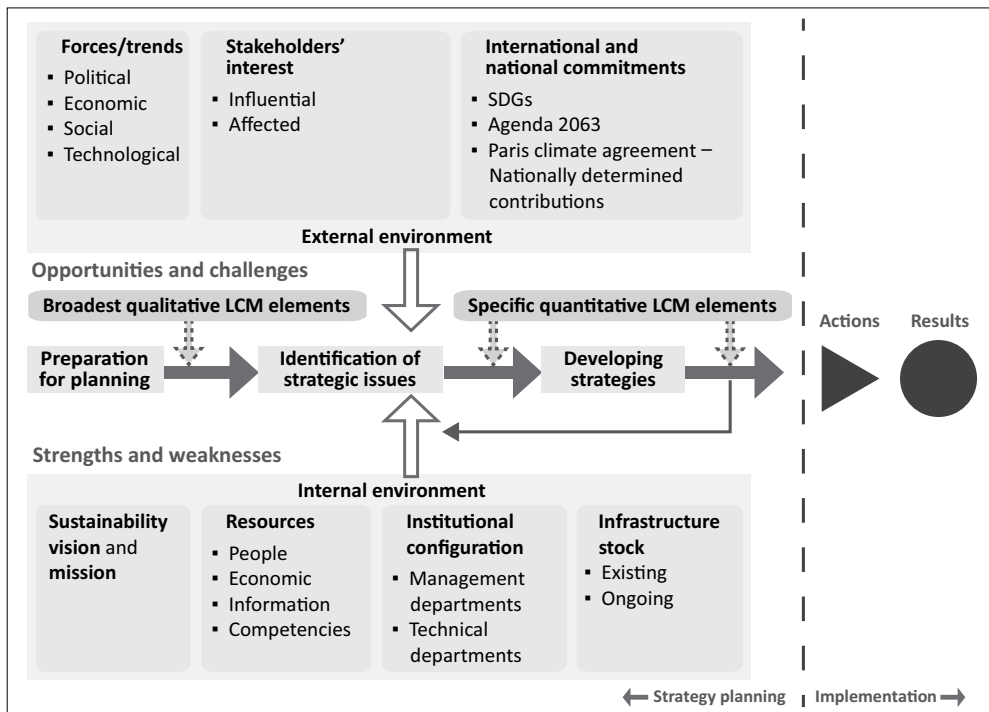 Forces/trends
▪ Political
▪ Economic
▪ Social
▪ Technological
Stakeholders’
interest
▪ Influential
▪ Affected
International and
national commitments
▪ SDGs
▪ Agenda 2063
▪ Paris climate agreement –
Nationally determined
contributions
External environment
Opportunities and challenges
Broadest qualitative LCM elements
Specific quantitative LCM elements
Preparation
for planning
Identification of
strategic issues
Developing
strategies
Actions
Results
Strengths and weaknesses
Internal environment
Sustainability
vision and
mission
Resources
▪ People
▪ Economic
▪ Information
▪ Competencies
Institutional
configuration
▪ Management
departments
▪ Technical
departments
Infrastructure
stock
▪ Existing
▪ Ongoing
Strategy planning
Implementation